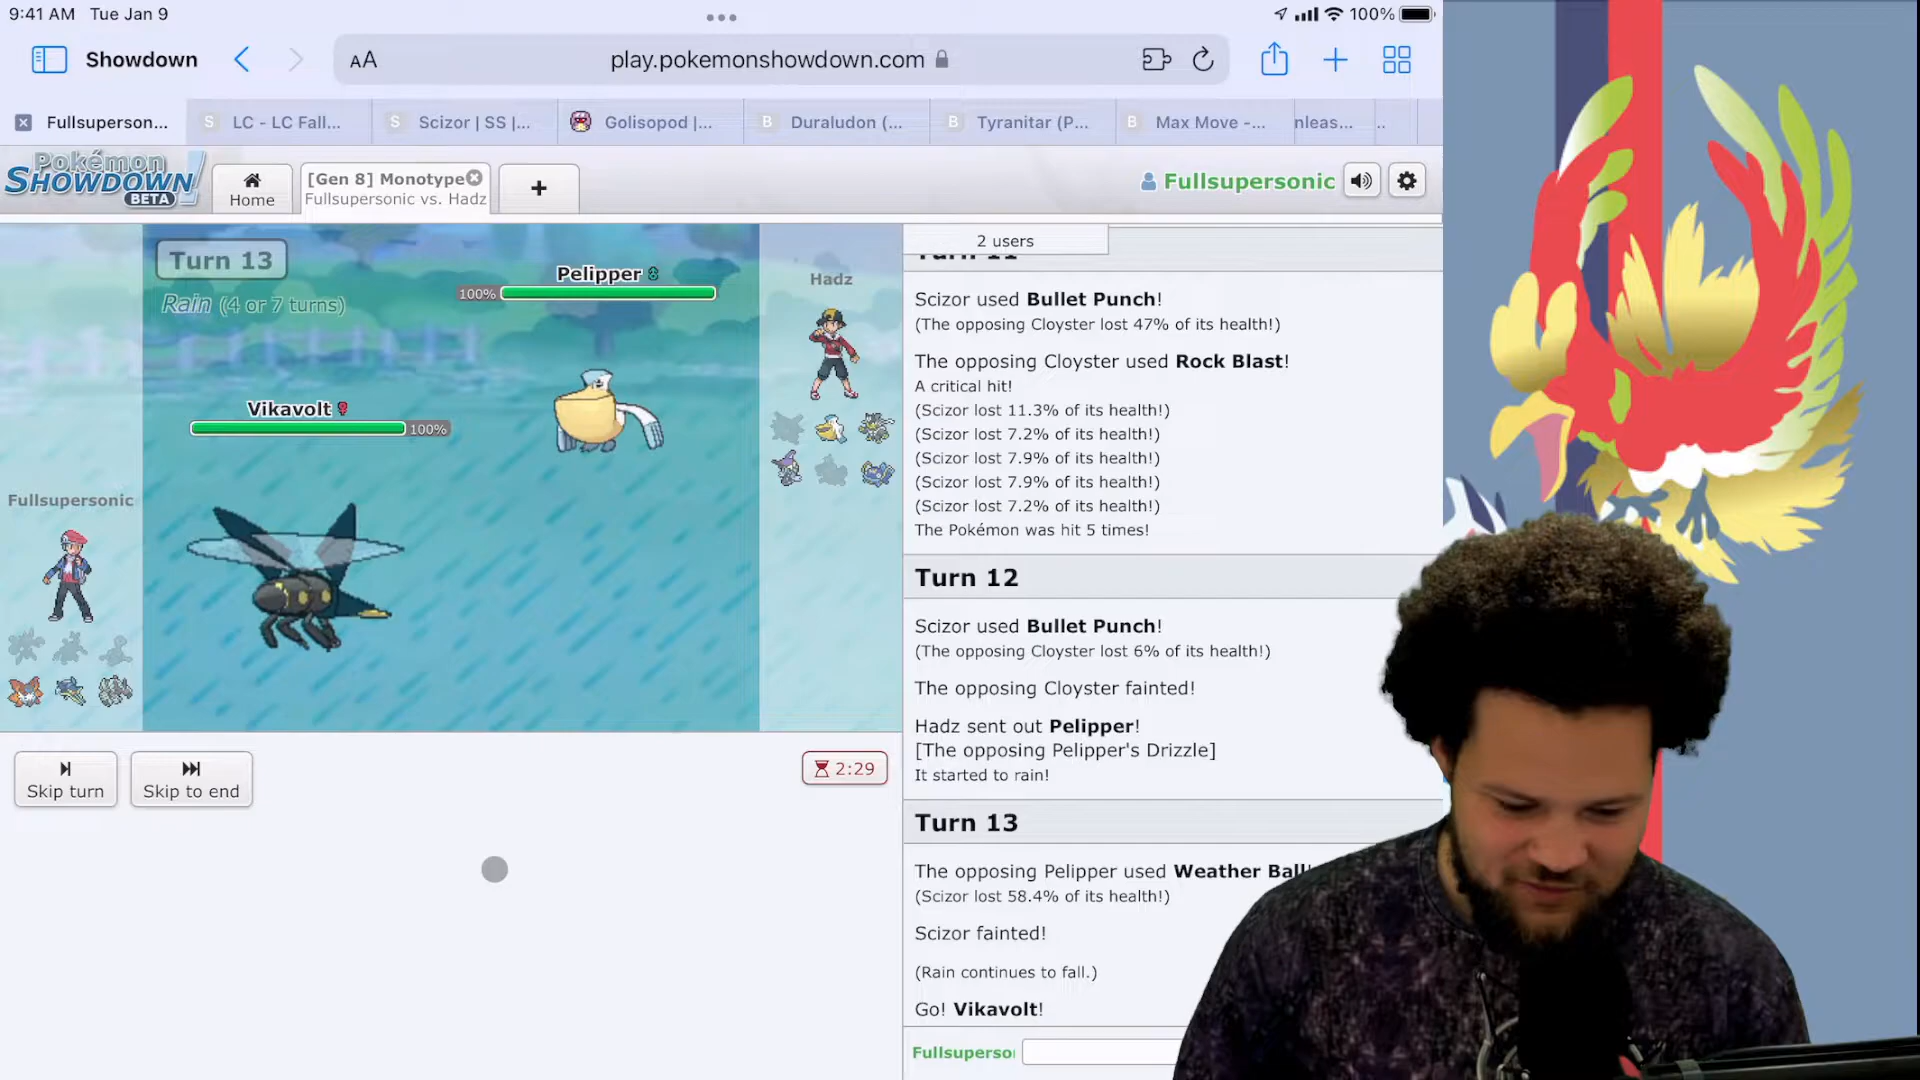 9:41 AM Tue Jan 9
100%
Showdown
AA
play.pokemonshowdown.com
Fullsuperson...
S LC - LC Fall...
S Scizor | SS |...
Golisopod |...
B Duraludon (...
B Tyranitar (P...
B Max Move -...
nleas...
..
Pokémon
SHOWDOWN
BETA
Home
[Gen 8] Monotype
Fullsupersonic vs. Hadz
+
Fullsupersonic
Turn 13
Rain (4 or 7 turns)
Pelipper
100%
Vikavolt
100%
Hadz
Fullsupersonic
Skip turn
Skip to end
2:29
2 users
Turn 11
Scizor used Bullet Punch!
(The opposing Cloyster lost 47% of its health!)
The opposing Cloyster used Rock Blast!
A critical hit!
(Scizor lost 11.3% of its health!)
(Scizor lost 7.2% of its health!)
(Scizor lost 7.9% of its health!)
(Scizor lost 7.9% of its health!)
(Scizor lost 7.2% of its health!)
The Pokémon was hit 5 times!
Turn 12
Scizor used Bullet Punch!
(The opposing Cloyster lost 6% of its health!)
The opposing Cloyster fainted!
Hadz sent out Pelipper!
[The opposing Pelipper's Drizzle]
It started to rain!
Turn 13
The opposing Pelipper used Weather Ball!
(Scizor lost 58.4% of its health!)
Scizor fainted!
(Rain continues to fall.)
Go! Vikavolt!
Fullsuperso